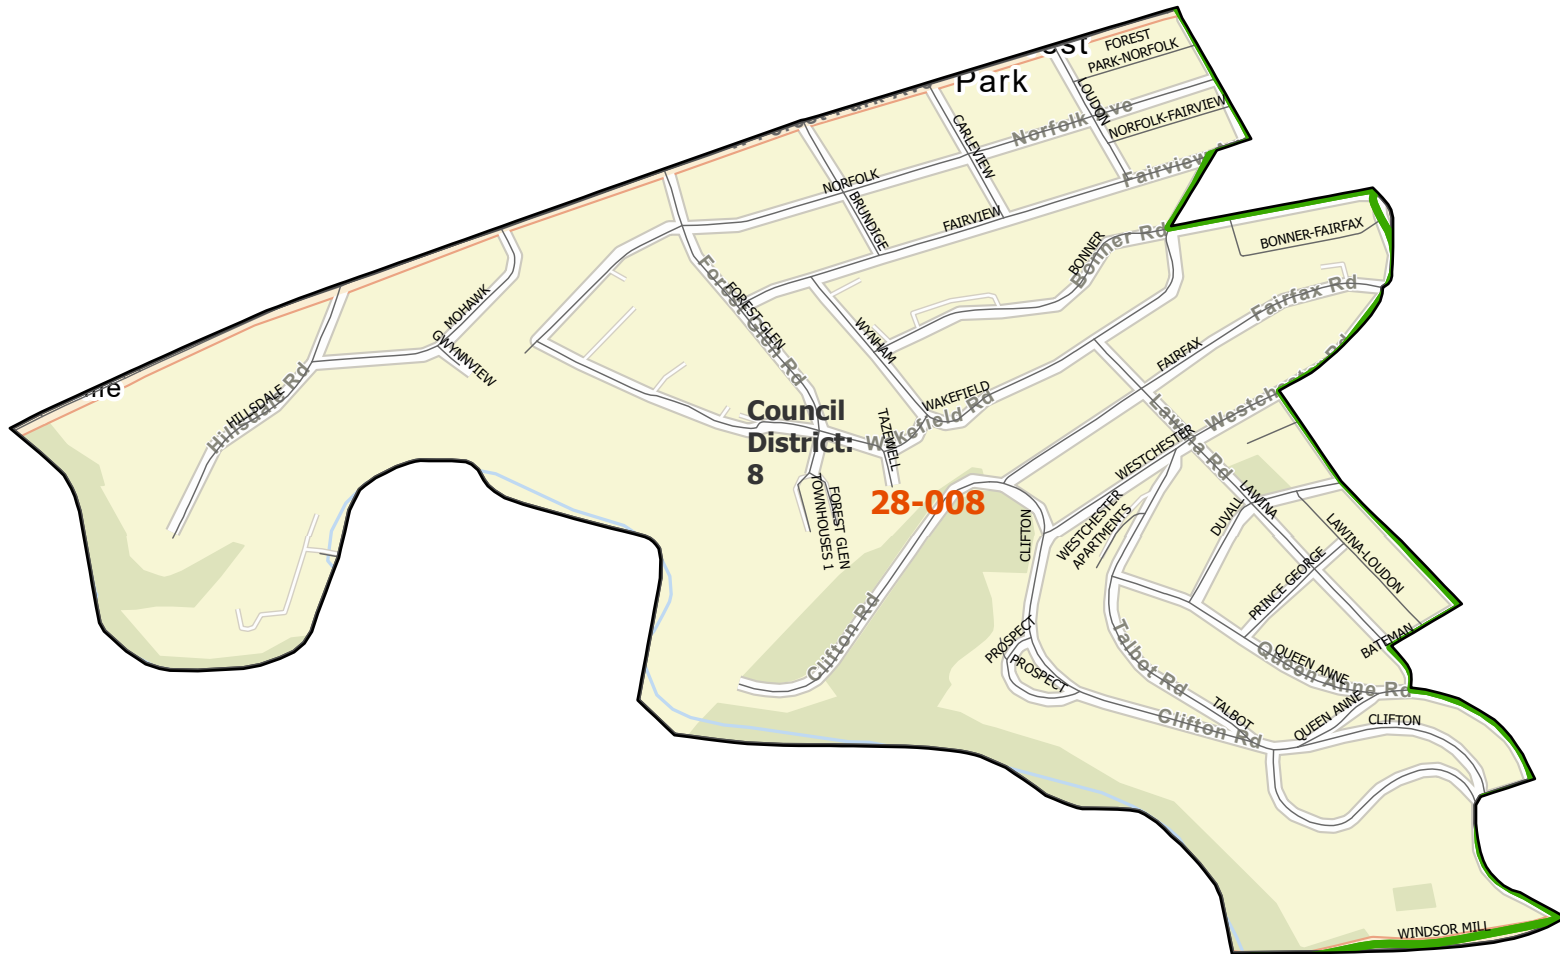 Park
FOREST
PARK-NORFOLK
LOUDON
Norfolk Ave
NORFOLK-FAIRVIEW
CARLEVIEW
NORFOLK
BRUNDIGE
Fairview
FAIRVIEW
BONNER
Bonner Rd
BONNER-FAIRFAX
Forest Glen Rd
FOREST GLEN
MOHAWK
GWYNNVIEW
WYNHAM
Fairfax Rd
FAIRFAX
Westchester Rd
Hillsdale Rd
HILLSDALE
WAKEFIELD
Wakefield Rd
TAZEWELL
Council
District:
8
Lawina Rd
WESTCHESTER
28-008
FOREST GLEN
TOWNHOUSES 1
CLIFTON
WESTCHESTER
APARTMENTS
DUVALL
LAWINA
LAWINA-LOUDON
PRINCE GEORGE
Clifton Rd
PROSPECT
PROSPECT
Talbot Rd
TALBOT
BATEMAN
QUEEN ANNE
Queen Anne Rd
QUEEN ANNE
CLIFTON
Clifton Rd
WINDSOR MILL